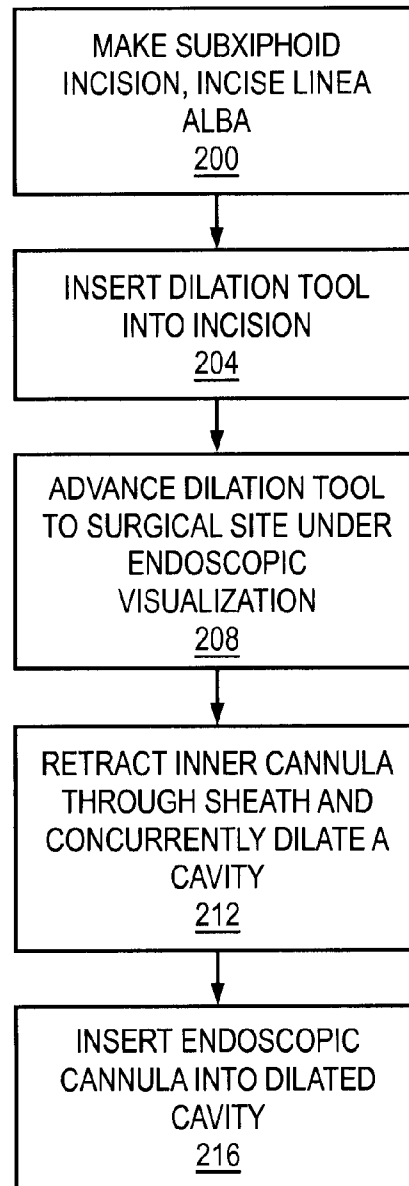 MAKE SUBXIPHOID
INCISION, INCISE LINEA
ALBA
200
INSERT DILATION TOOL
INTO INCISION
204
ADVANCE DILATION TOOL
TO SURGICAL SITE UNDER
ENDOSCOPIC
VISUALIZATION
208
RETRACT INNER CANNULA
THROUGH SHEATH AND
CONCURRENTLY DILATE A
CAVITY
212
INSERT ENDOSCOPIC
CANNULA INTO DILATED
CAVITY
216